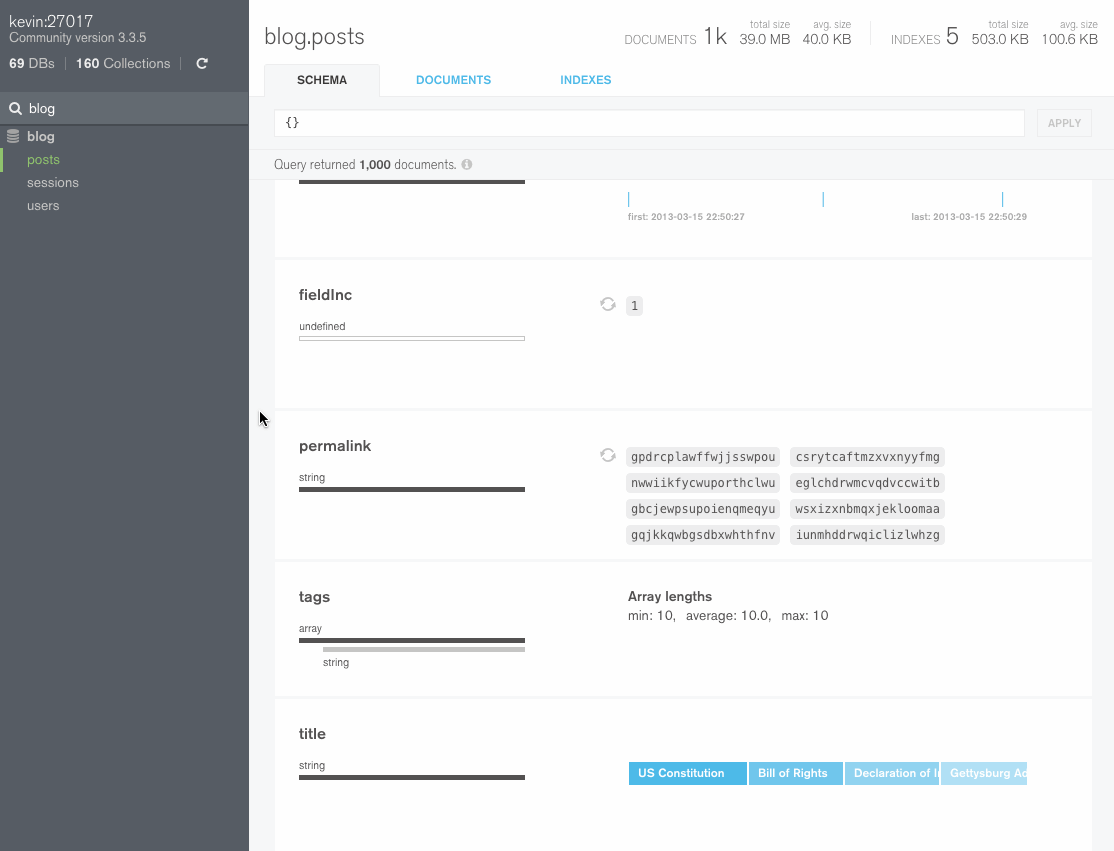 kevin:27017
Community version 3.3.5
69 DBs 160 Collections
blog
blog
posts
sessions
users
blog.posts
DOCUMENTS 1k total size 39.0 MB avg. size 40.0 KB
INDEXES 5 total size 503.0 KB avg. size 100.6 KB
SCHEMA DOCUMENTS INDEXES
{} APPLY
Query returned 1,000 documents.
first: 2013-03-15 22:50:27 last: 2013-03-15 22:50:29
fieldInc
undefined
1
permalink
string
gpdrcplawffwjjsswpou csrytcaftmzxvxnyyfmg
nwwiikfycwuporthclwu eglchdrwmcvqdvccwitb
gbcjewpsupoienqmeqyu wsxizxnbmqxjekloomaa
gqjkkqwbgsdbxwhthfnv iunmhddrwqiclizlwhzg
tags
array
string
Array lengths
min: 10, average: 10.0, max: 10
title
string
US Constitution Bill of Rights Declaration of I Gettysburg Ad